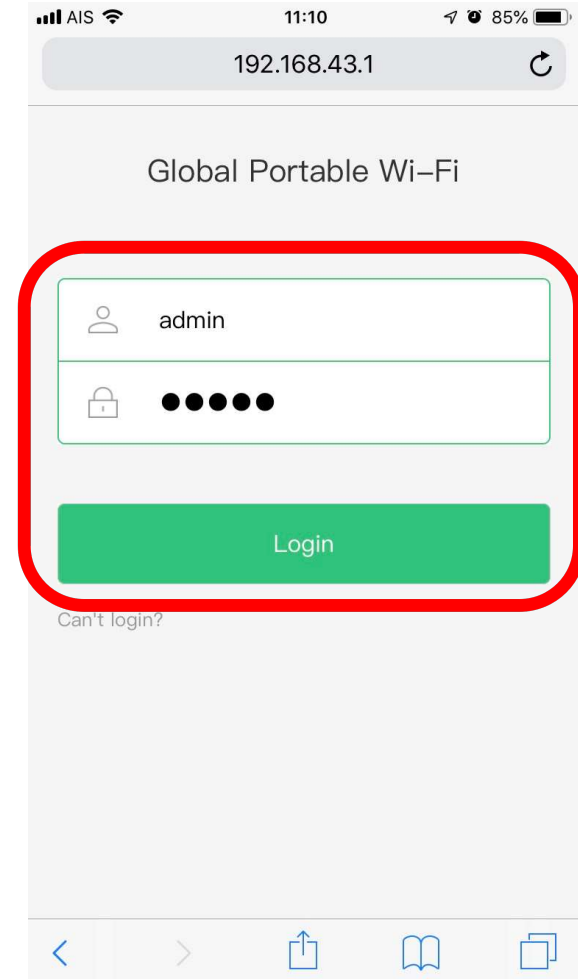 AIS 11:10 85%
192.168.43.1
Global Portable Wi-Fi
admin
●●●●●
Login
Can't login?